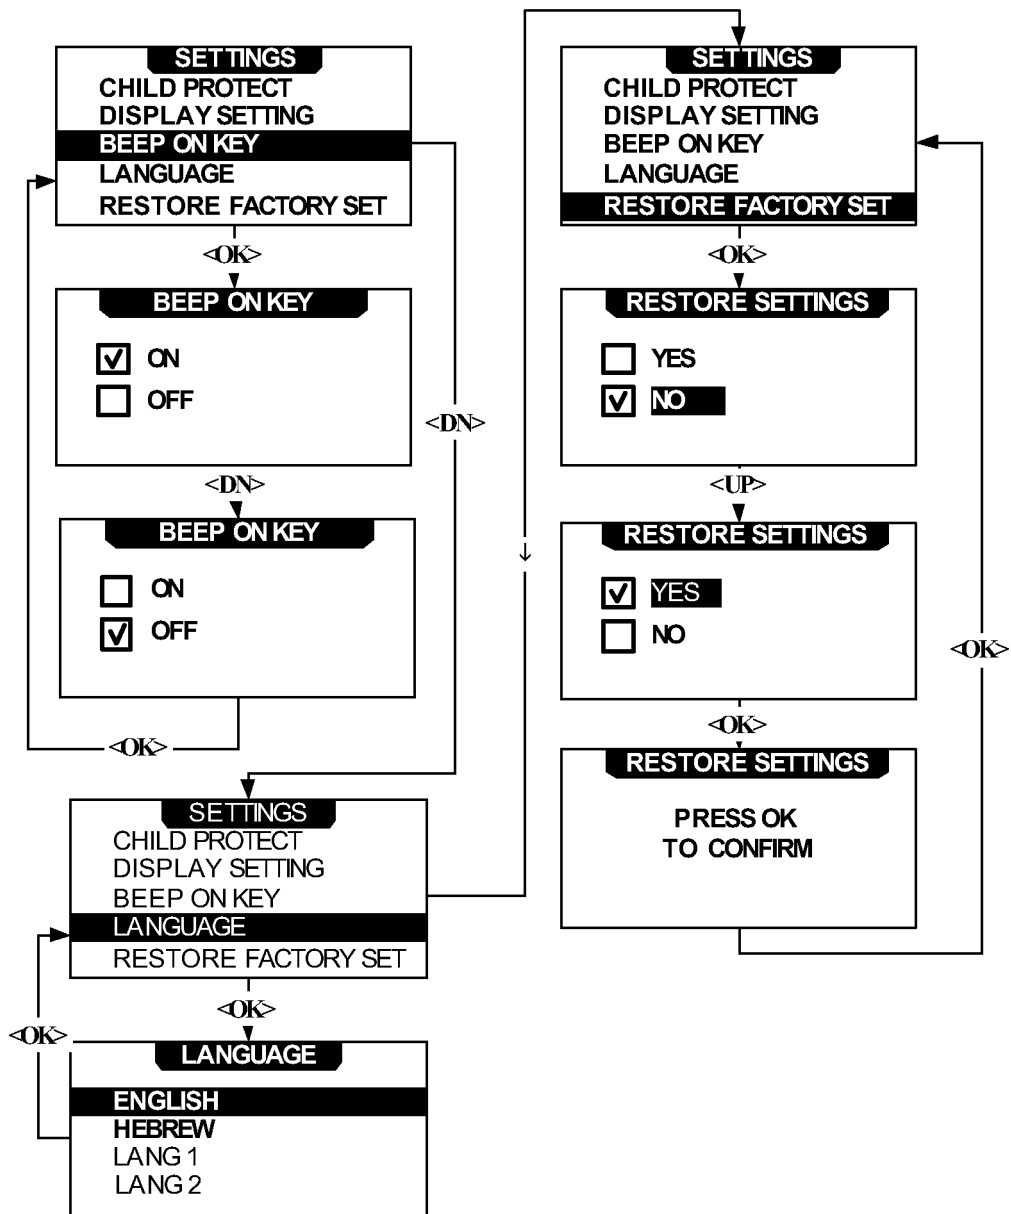 SETTINGS
CHILD PROTECT
DISPLAY SETTING
BEEP ON KEY
LANGUAGE
RESTORE FACTORY SET
<OK>
BEEP ON KEY
ON
OFF
<DN>
<DN>
BEEP ON KEY
ON
OFF
<OK>
SETTINGS
CHILD PROTECT
DISPLAY SETTING
BEEP ON KEY
LANGUAGE
RESTORE FACTORY SET
<OK>
<OK>
LANGUAGE
ENGLISH
HEBREW
LANG 1
LANG 2
↓
SETTINGS
CHILD PROTECT
DISPLAY SETTING
BEEP ON KEY
LANGUAGE
RESTORE FACTORY SET
<OK>
RESTORE SETTINGS
YES
NO
<UP>
RESTORE SETTINGS
YES
NO
<OK>
<OK>
RESTORE SETTINGS
PRESS OK
TO CONFIRM